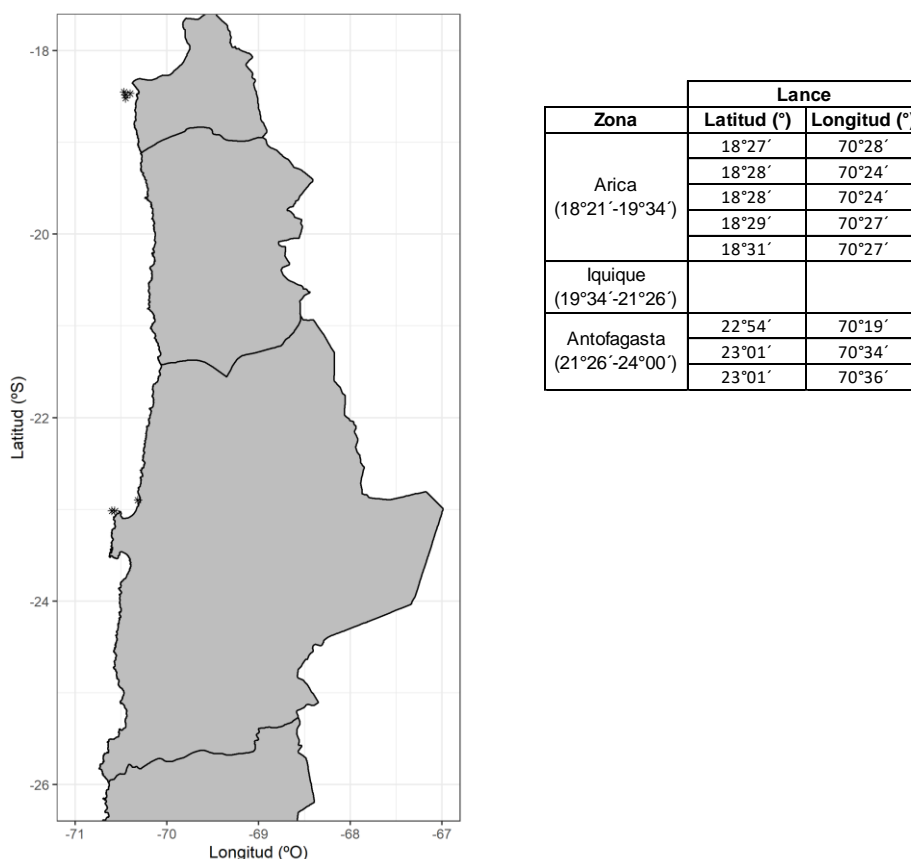 -18
-20
-22
-24
-26
Latitud (ºS)
-71 -70 -69 -68 -67
Longitud (ºO)
Lance
Zona Latitud (°) Longitud (°)
Arica
(18°21´-19°34´)
18°27´ 70°28´
18°28´ 70°24´
18°28´ 70°24´
18°29´ 70°27´
18°31´ 70°27´
Iquique
(19°34´-21°26´)
Antofagasta
(21°26´-24°00´)
22°54´ 70°19´
23°01´ 70°34´
23°01´ 70°36´